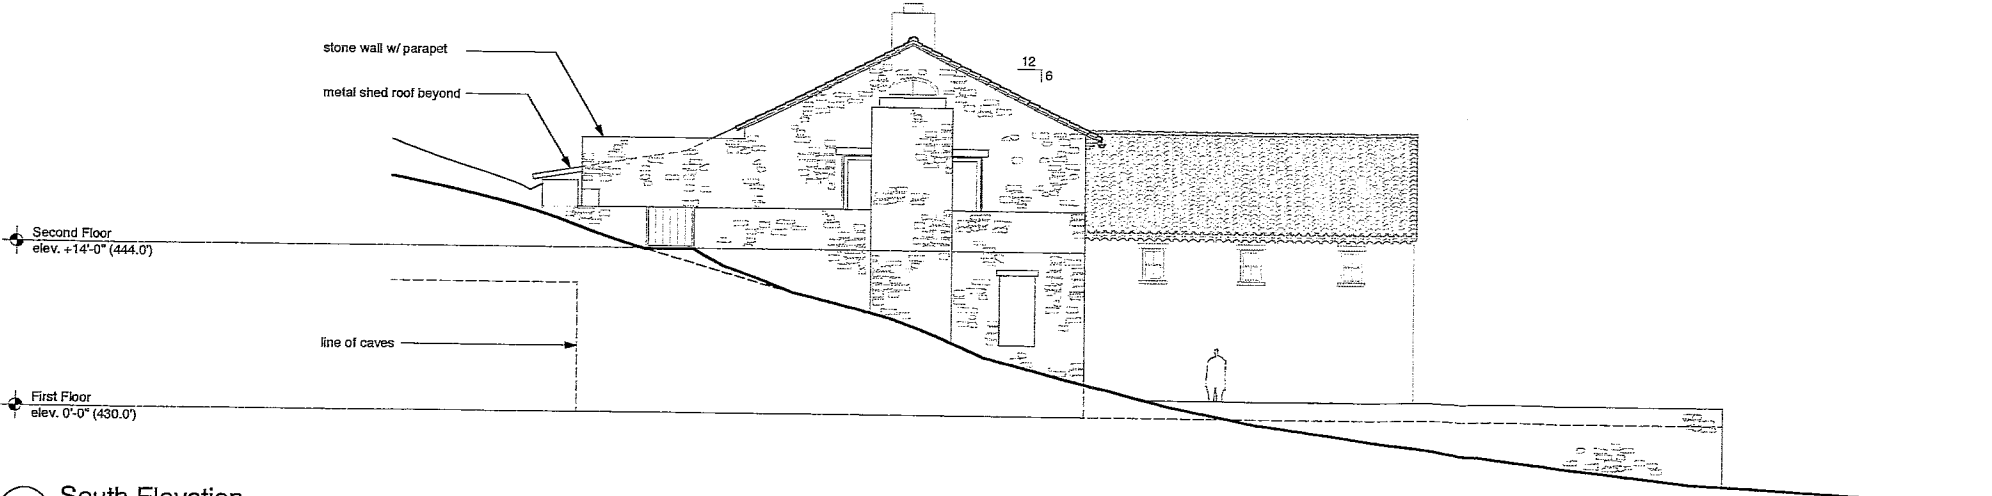 stone wall w/ parapet
metal shed roof beyond
12
6
Second Floor
elev. +14'-0" (444.0')
line of caves
First Floor
elev. 0'-0" (430.0')
South Elevation